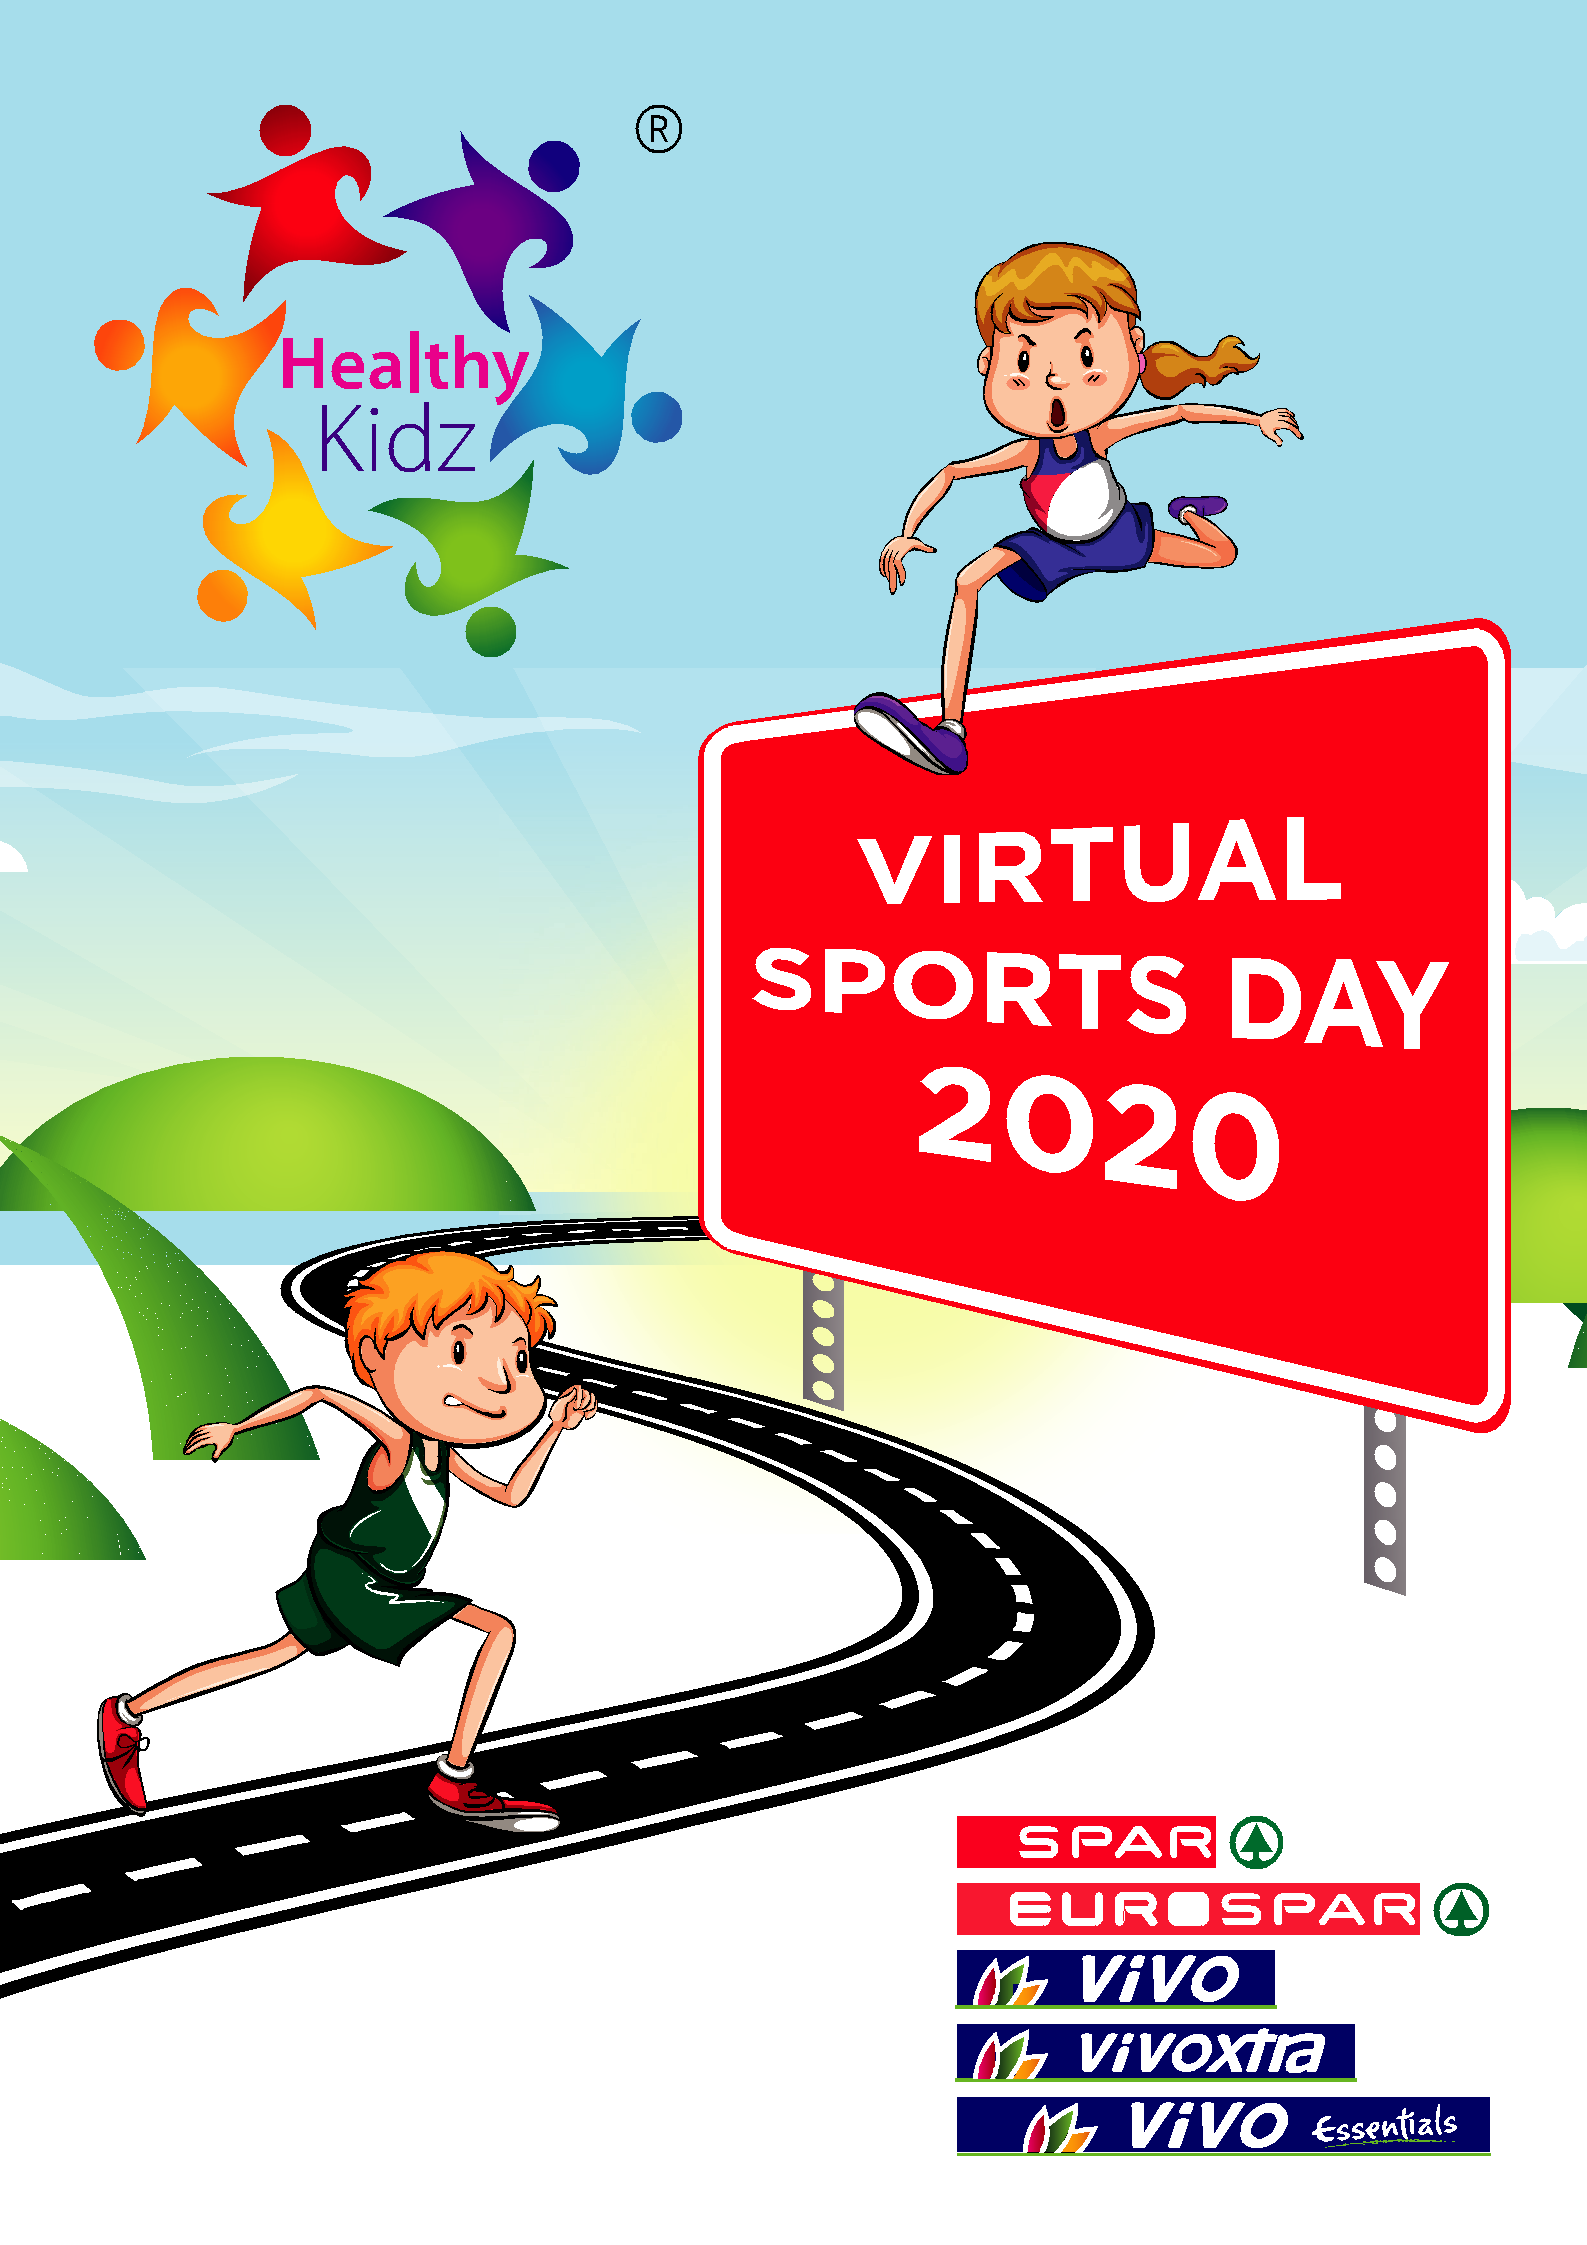 ®
Healthy
Kidz
VIRTUAL
SPORTS DAY
2020
SPAR
EUROSPAR
ViVO
vivoxtra
ViVO Essentials